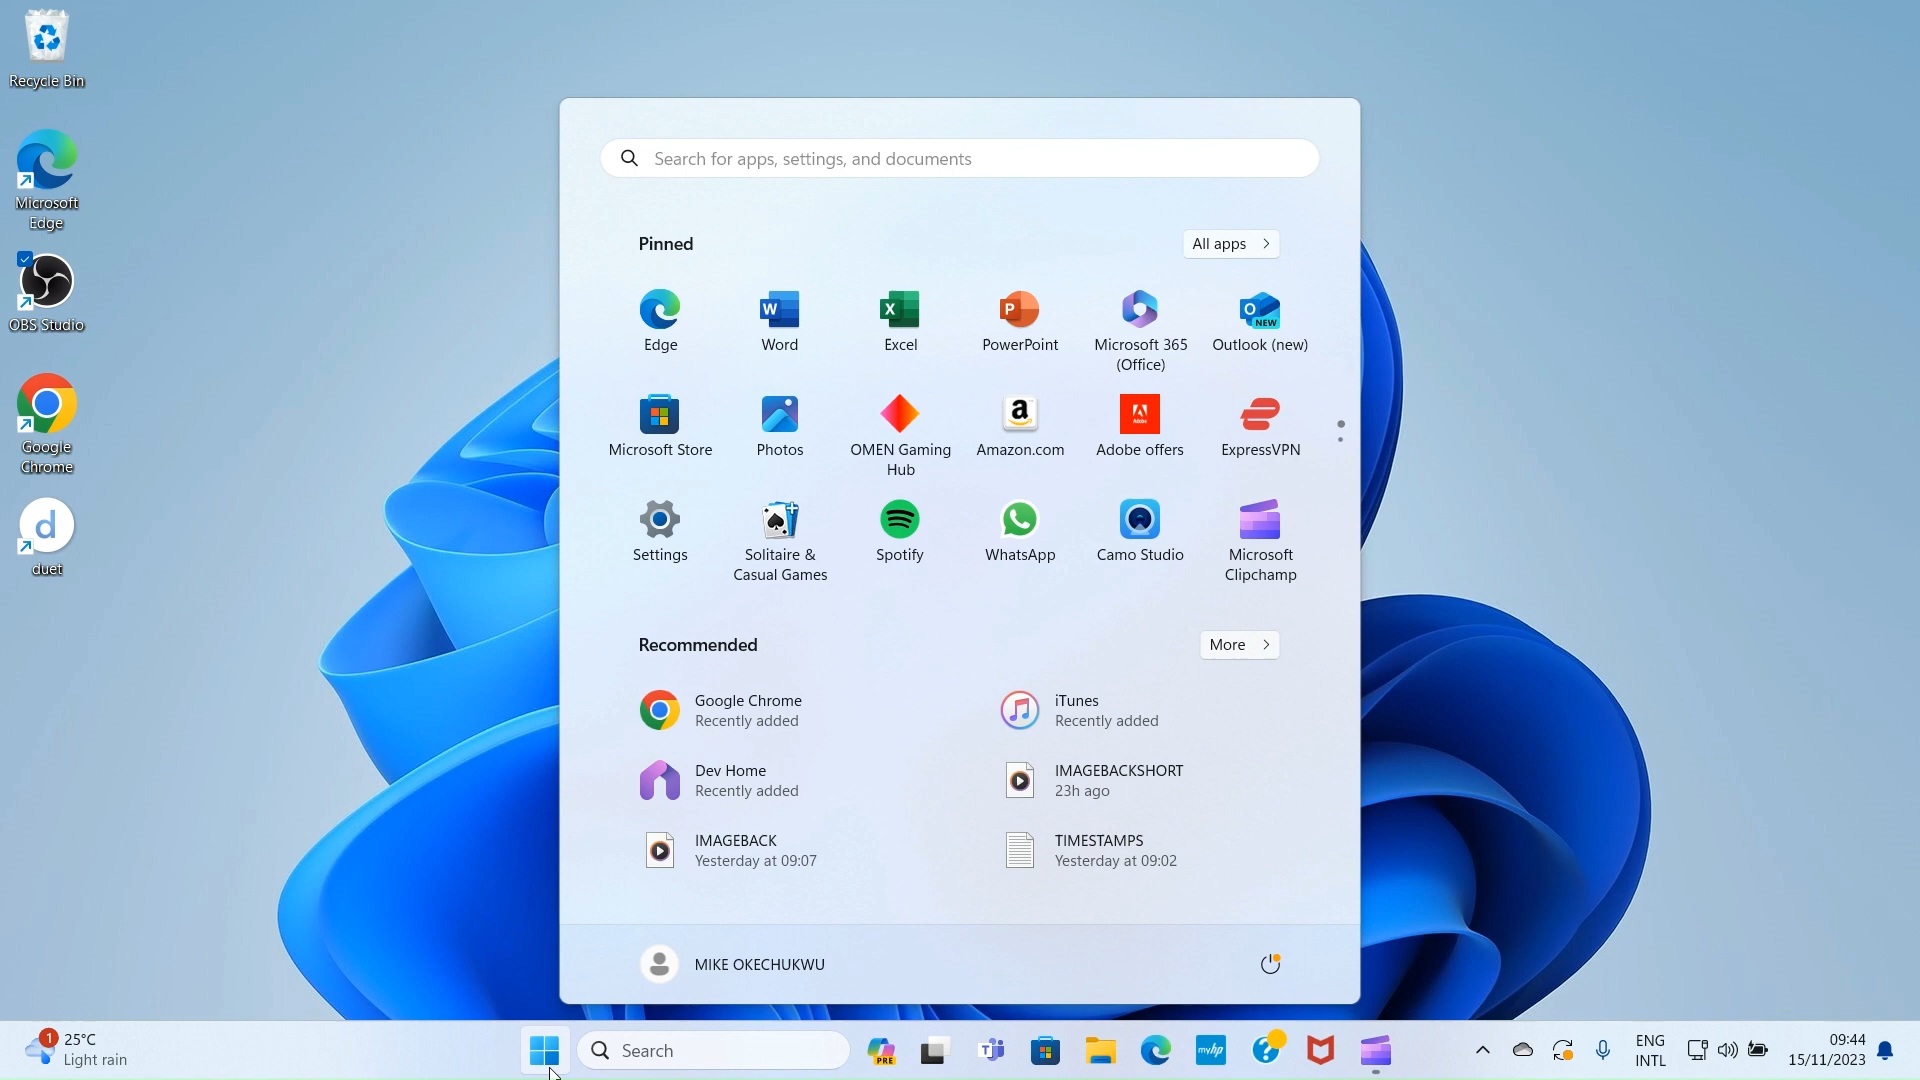 Recycle Bin
Microsoft
Edge
OBS Studio
Google
Chrome
d
duet
Search for apps, settings, and documents
Pinned
All apps
Edge
Word
Excel
PowerPoint
Microsoft 365
(Office)
Outlook (new)
Microsoft Store
Photos
OMEN Gaming
Hub
Amazon.com
Adobe offers
ExpressVPN
Settings
Solitaire &
Casual Games
Spotify
WhatsApp
Camo Studio
Microsoft
Clipchamp
Recommended
More
Google Chrome
Recently added
iTunes
Recently added
Dev Home
Recently added
IMAGEBACKSHORT
23h ago
IMAGEBACK
Yesterday at 09:07
TIMESTAMPS
Yesterday at 09:02
MIKE OKECHUKWU
1
25°C
Light rain
Search
PRE
myhp
ENG
INTL
09:44
15/11/2023